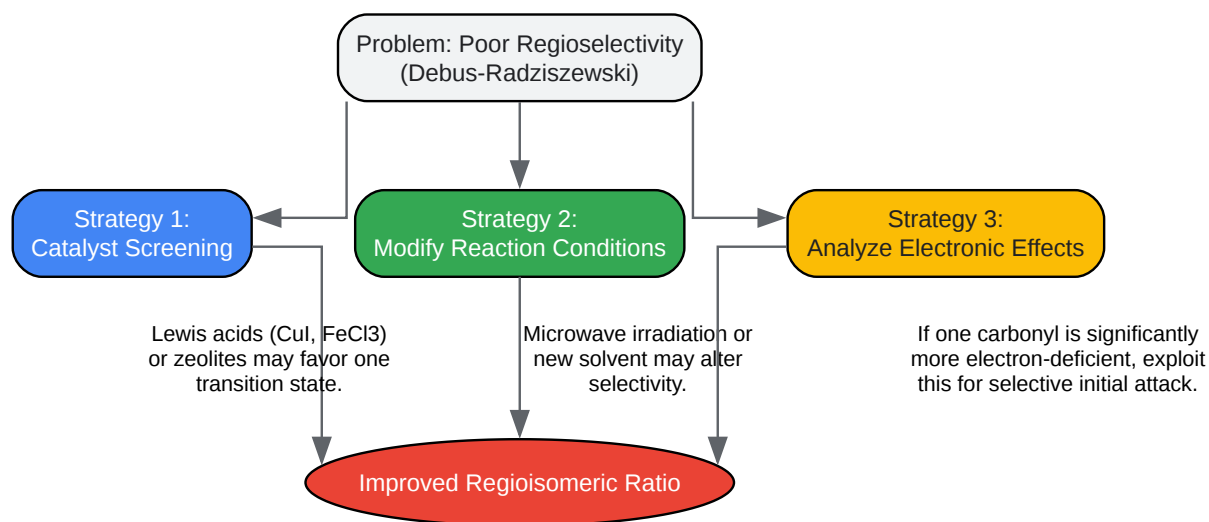 Problem: Poor Regioselectivity
(Debus-Radziszewski)
Strategy 1:
Catalyst Screening
Strategy 2:
Modify Reaction Conditions
Strategy 3:
Analyze Electronic Effects
Lewis acids (CuI, FeCl3)
or zeolites may favor one
transition state.
Microwave irradiation or
new solvent may alter
selectivity.
If one carbonyl is significantly
more electron-deficient, exploit
this for selective initial attack.
Improved Regioisomeric Ratio